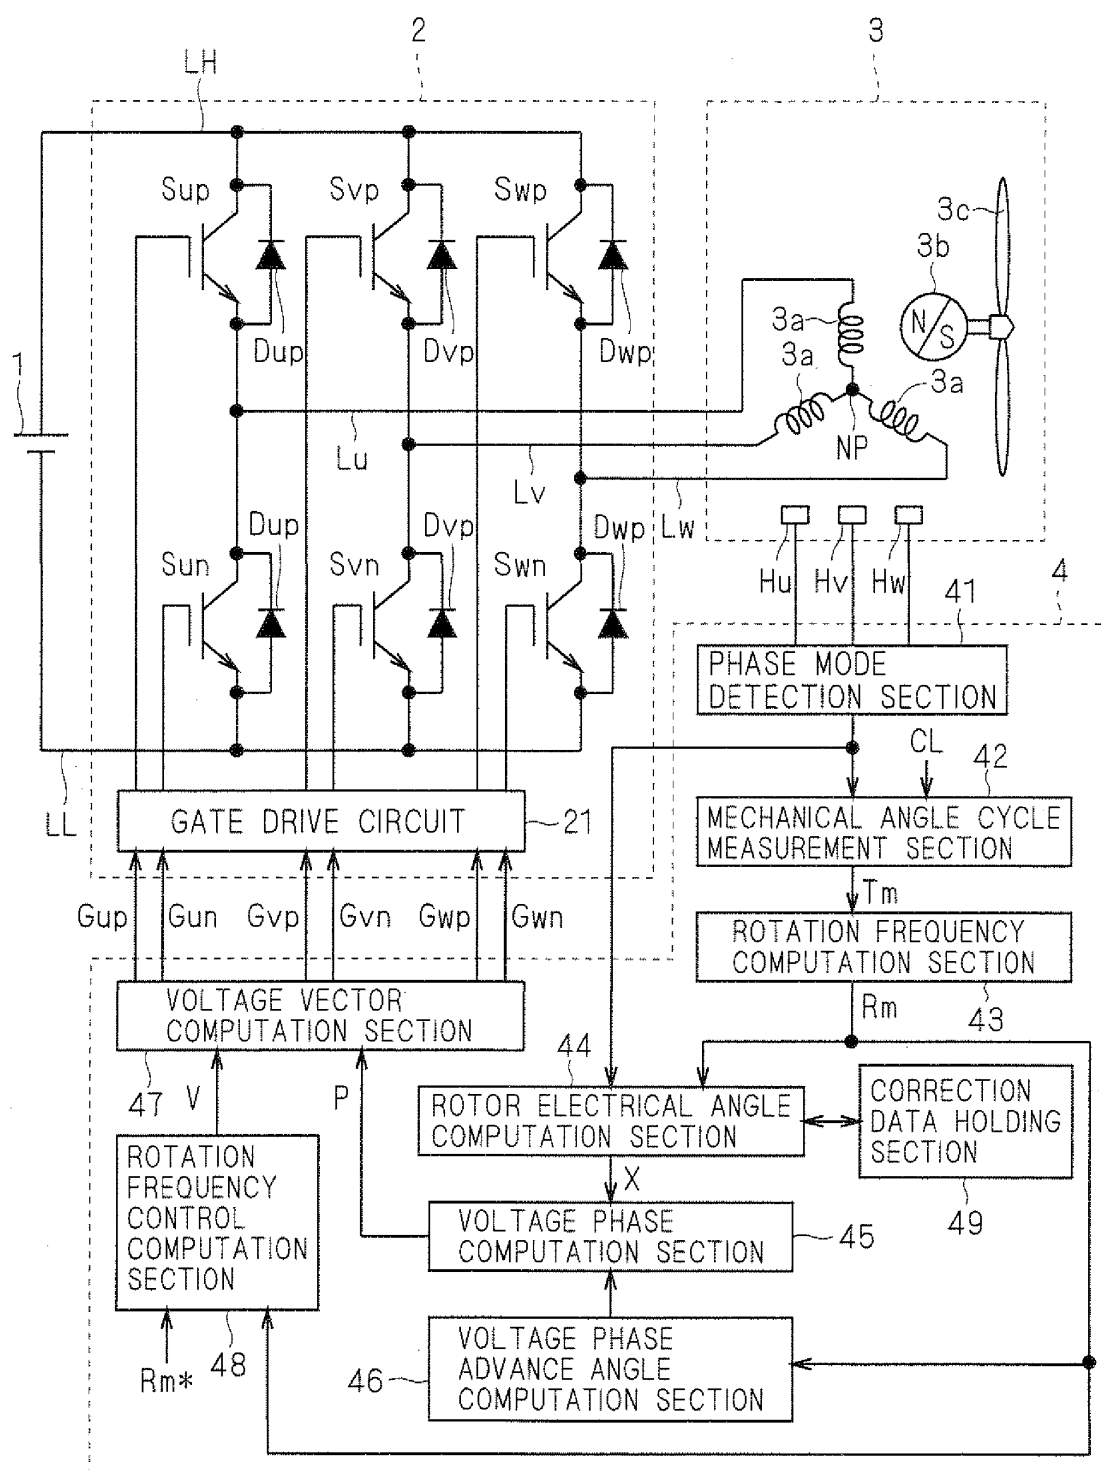 2
3
LH
Sup
Svp
Swp
3c
3b
N
S
3a
3a
3a
Dup
Dvp
Dwp
1
NP
Lu
Lv
Lw
Dup
Dvp
Dwp
Sun
Svn
Swn
Hu
Hv
Hw
41
4
PHASE MODE
DETECTION SECTION
CL
42
LL
GATE DRIVE CIRCUIT
21
MECHANICAL ANGLE CYCLE
MEASUREMENT SECTION
Tm
Gup
Gun
Gvp
Gvn
Gwp
Gwn
ROTATION FREQUENCY
COMPUTATION SECTION
Rm
43
VOLTAGE VECTOR
COMPUTATION SECTION
47
V
P
44
ROTOR ELECTRICAL ANGLE
COMPUTATION SECTION
CORRECTION
DATA HOLDING
SECTION
49
X
ROTATION
FREQUENCY
CONTROL
COMPUTATION
SECTION
VOLTAGE PHASE
COMPUTATION SECTION
45
48
Rm*
VOLTAGE PHASE
ADVANCE ANGLE
COMPUTATION SECTION
46